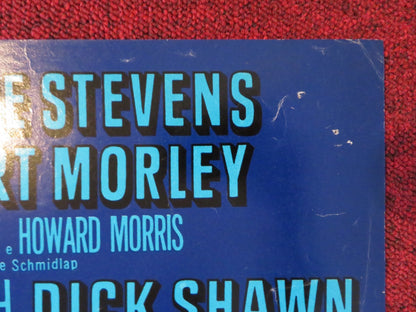 E STEVENS
RT MORLEY
e HOWARD MORRIS
e Schmidlap
H DICK SHAWN